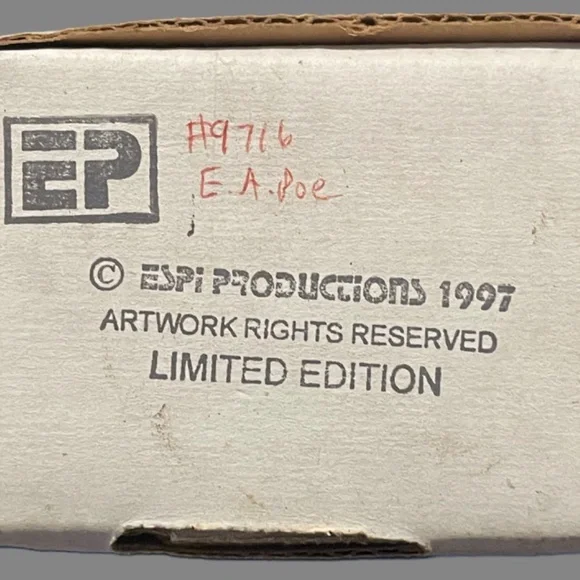 EP
#9716
E.A.Poe
© ESPI PRODUCTIONS 1997
ARTWORK RIGHTS RESERVED
LIMITED EDITION